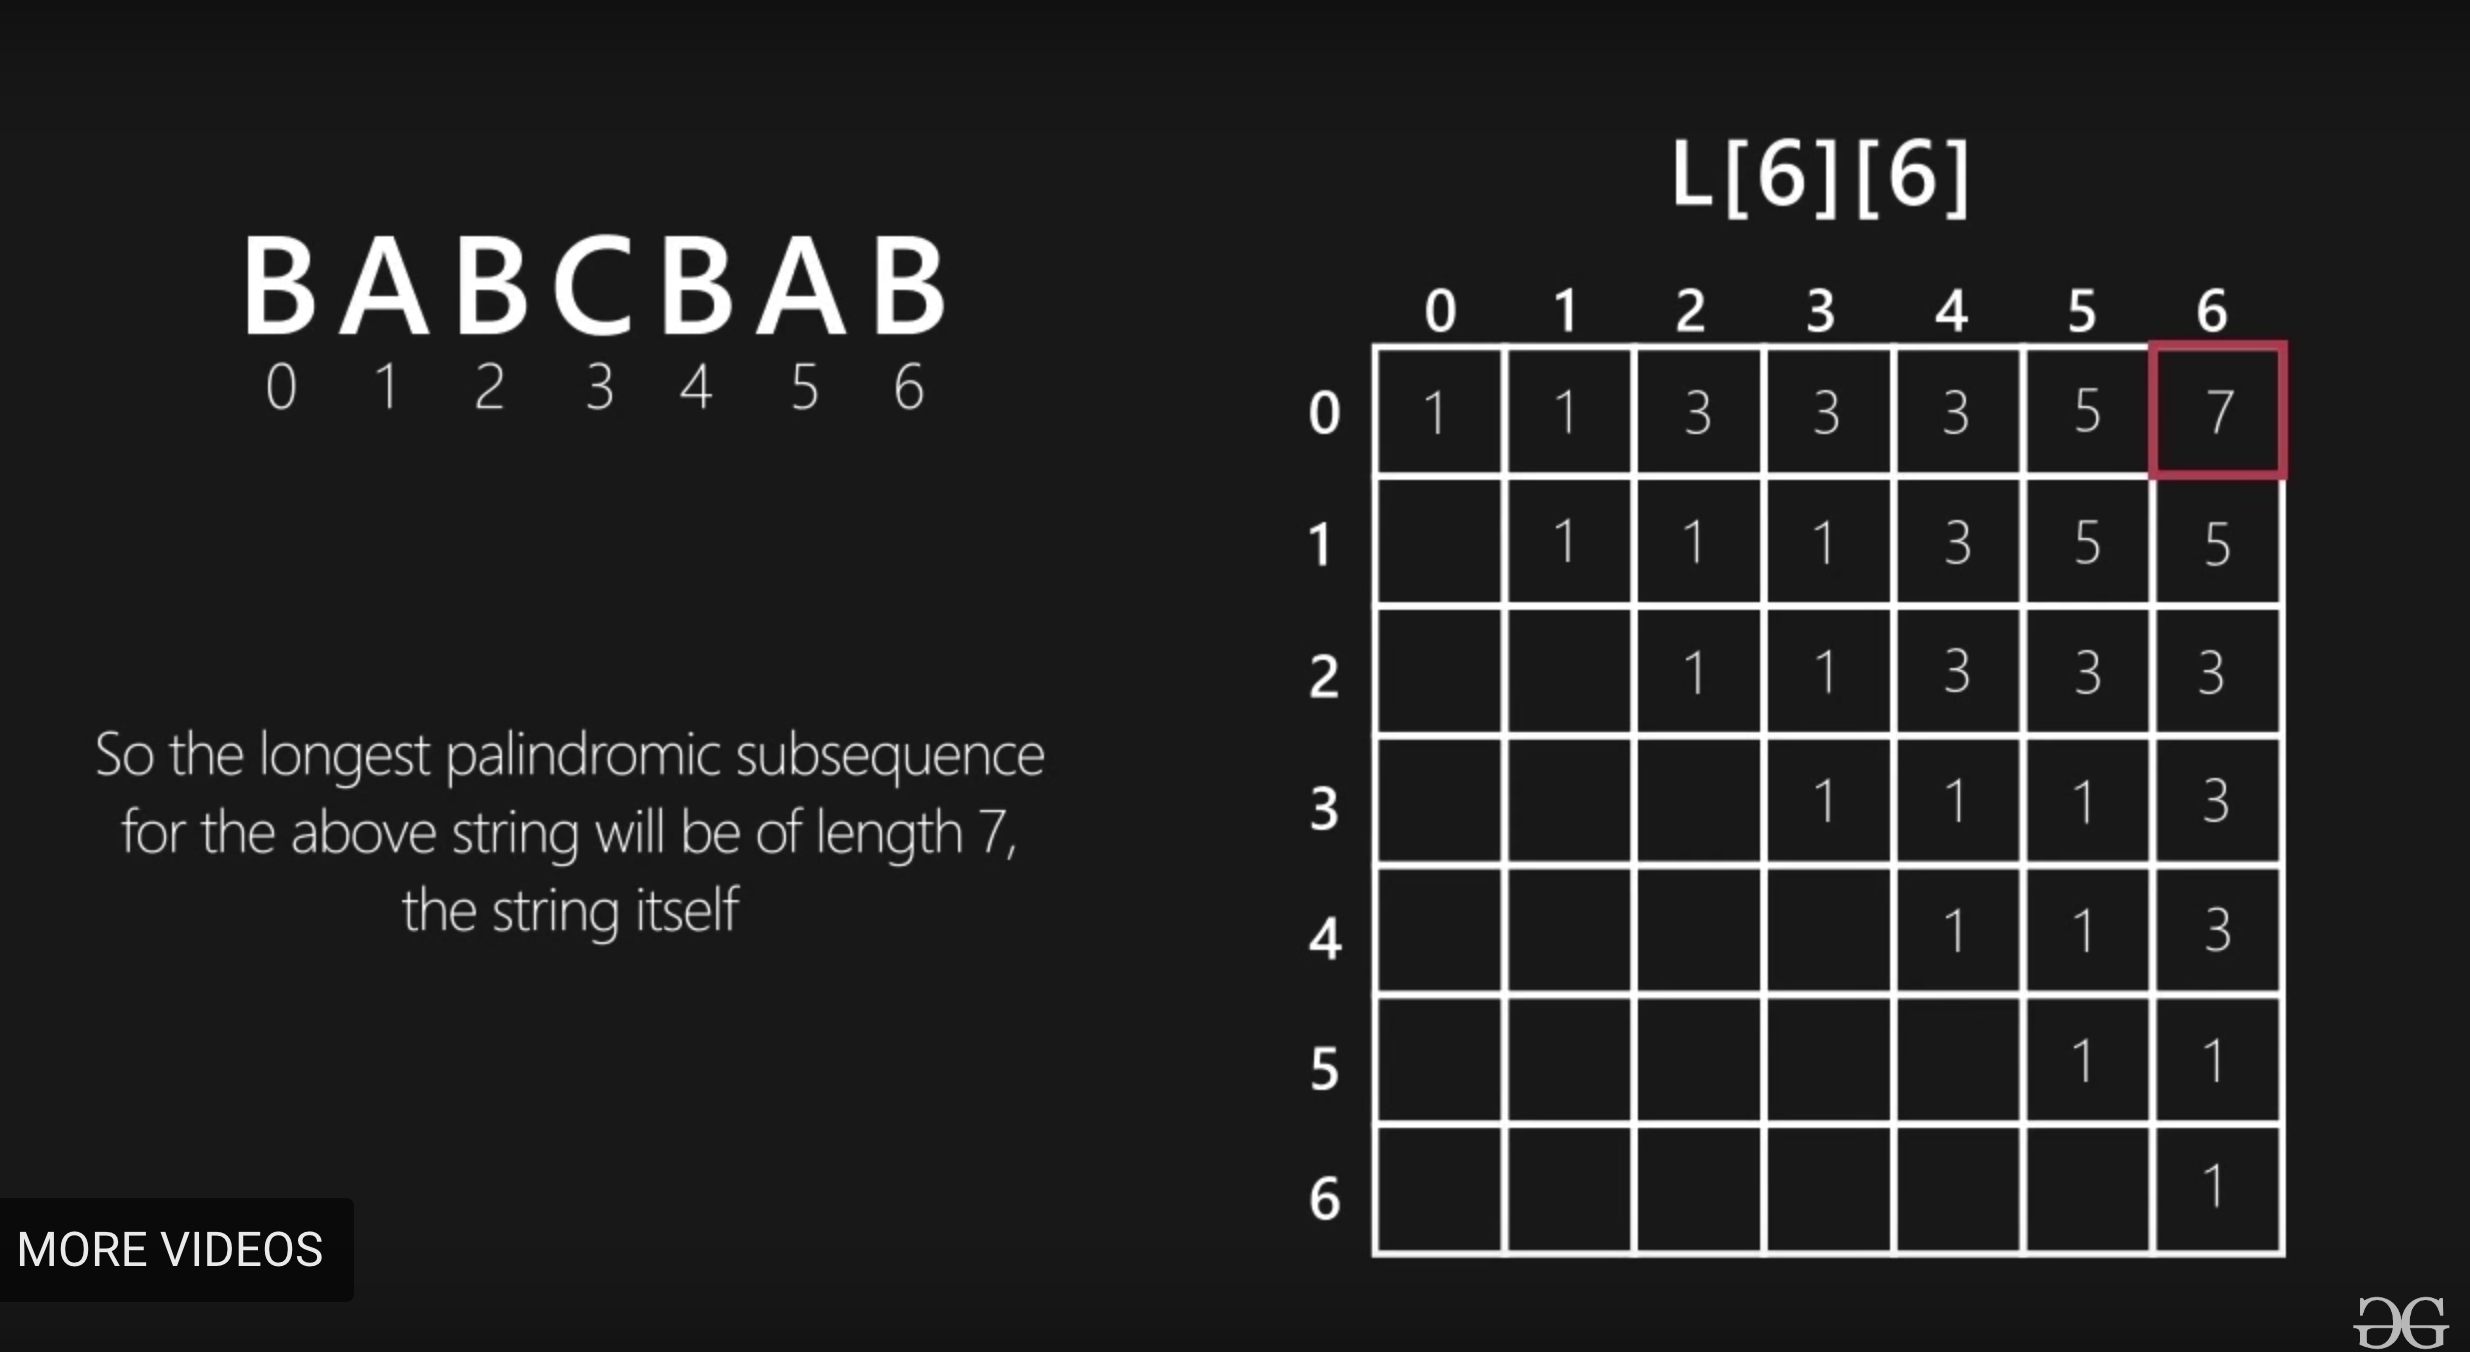 L[6][6]
BABCBAB
0 1 2 3 4 5 6
So the longest palindromic subsequence
for the above string will be of length 7,
the string itself
0 1 2 3 4 5 6
0 1 1 3 3 3 5 7
1 1 1 1 3 5 5
2 1 1 3 3 3
3 1 1 1 3
4 1 1 3
5 1 1
6 1
MORE VIDEOS
GG